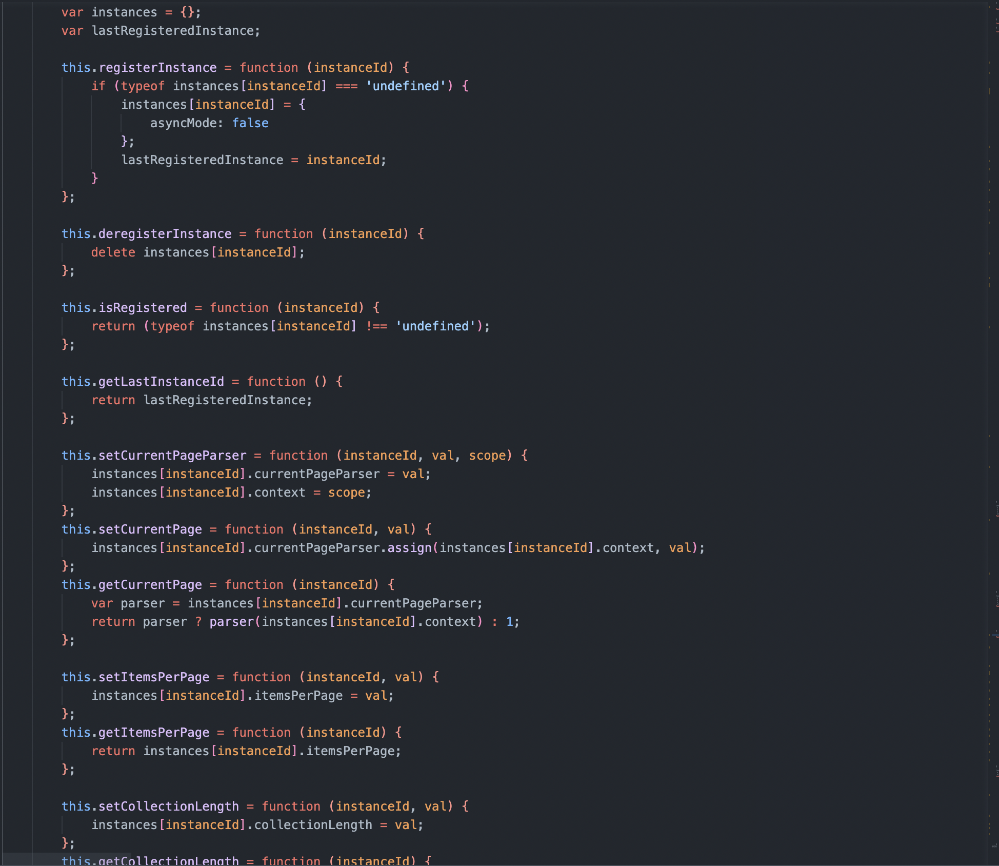 var instances = {};
var lastRegisteredInstance;
this.registerInstance = function (instanceId) {
if (typeof instances[instanceId] === 'undefined') {
instances[instanceId] = {
asyncMode: false
};
lastRegisteredInstance = instanceId;
}
};
this.deregisterInstance = function (instanceId) {
delete instances[instanceId];
};
this.isRegistered = function (instanceId) {
return (typeof instances[instanceId] !== 'undefined');
};
this.getLastInstanceId = function () {
return lastRegisteredInstance;
};
this.setCurrentPageParser = function (instanceId, val, scope) {
instances[instanceId].currentPageParser = val;
instances[instanceId].context = scope;
};
this.setCurrentPage = function (instanceId, val) {
instances[instanceId].currentPageParser.assign(instances[instanceId].context, val);
};
this.getCurrentPage = function (instanceId) {
var parser = instances[instanceId].currentPageParser;
return parser ? parser(instances[instanceId].context) : 1;
};
this.setItemsPerPage = function (instanceId, val) {
instances[instanceId].itemsPerPage = val;
};
this.getItemsPerPage = function (instanceId) {
return instances[instanceId].itemsPerPage;
};
this.setCollectionLength = function (instanceId, val) {
instances[instanceId].collectionLength = val;
};
this.getCollectionLength = function (instanceId) {